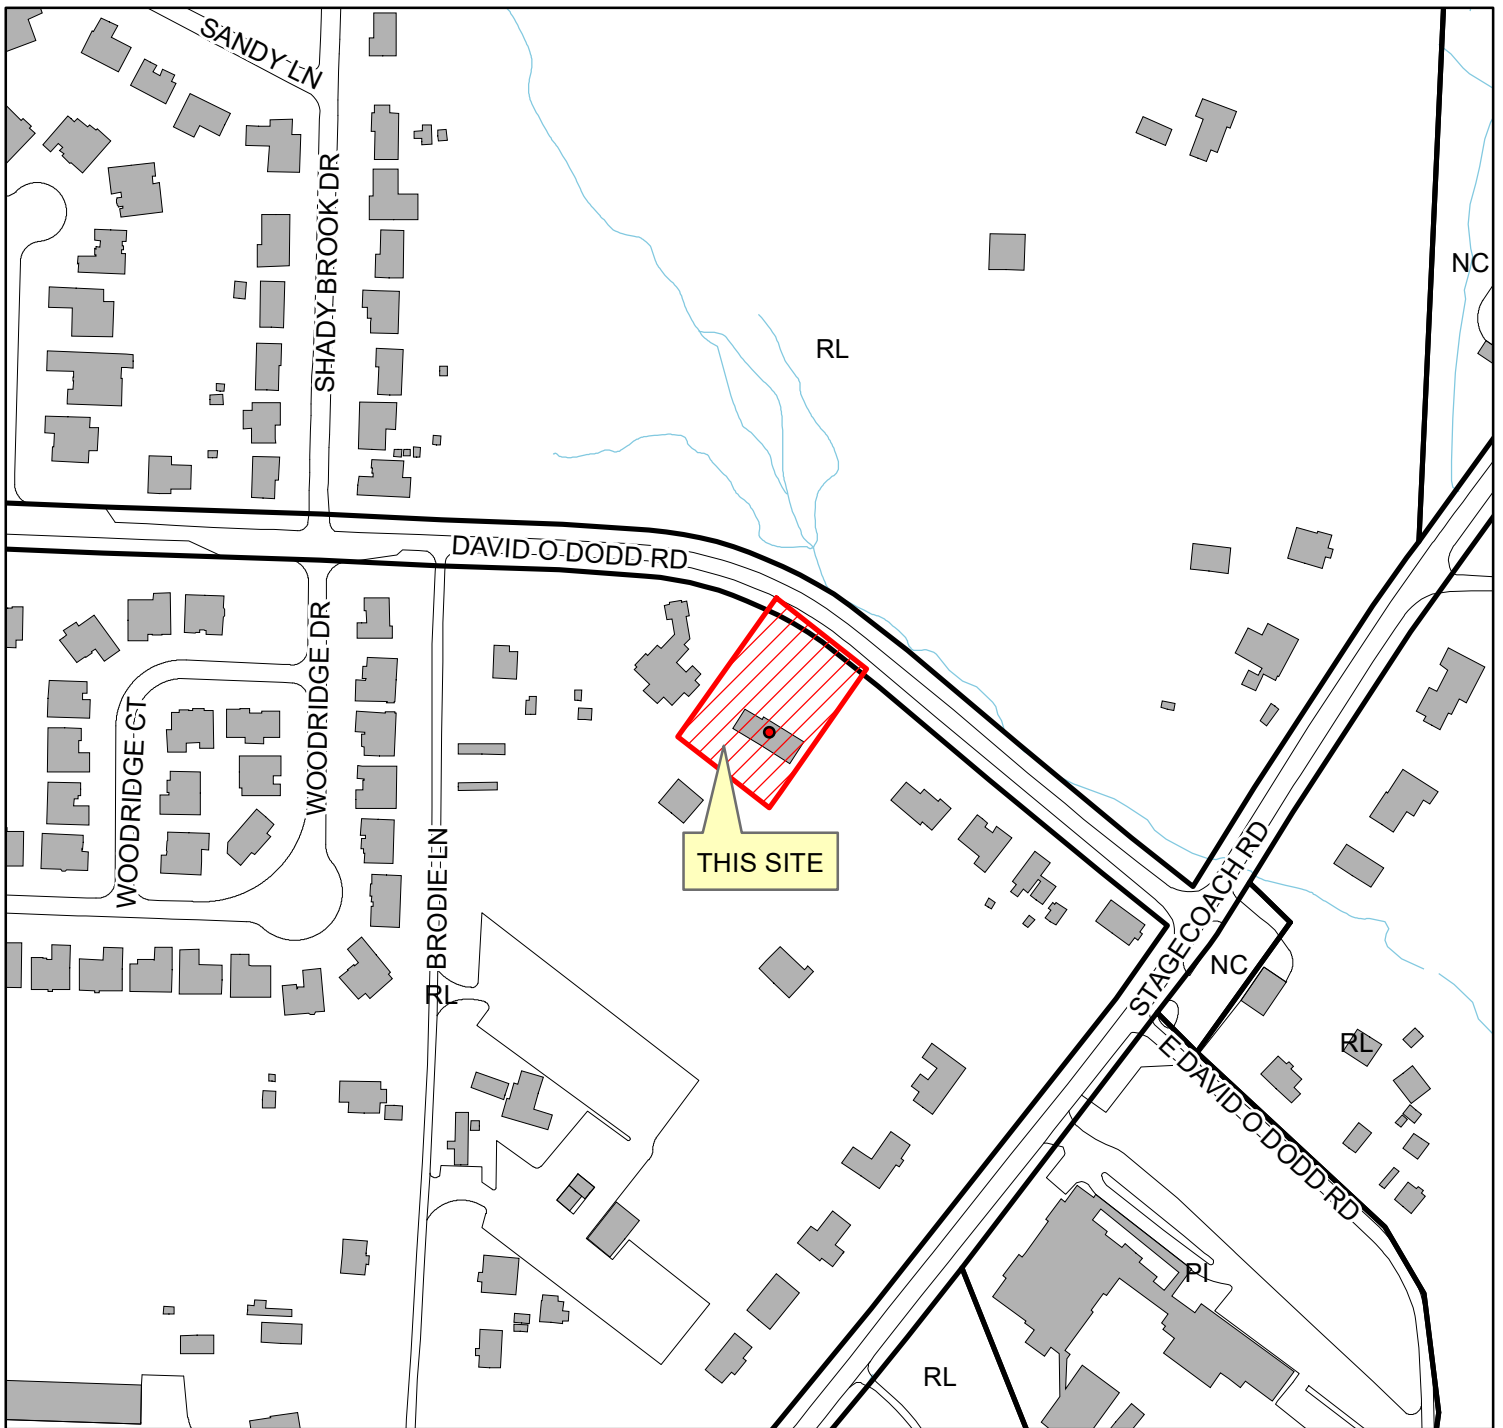 SANDY LN
SHADY BROOK DR
NC
RL
DAVID O DODD RD
WOODRIDGE DR
WOODRIDGE CT
BRODIE LN
THIS SITE
STAGECOACH RD
NC
RL
RL
E DAVID O DODD RD
PI
RL